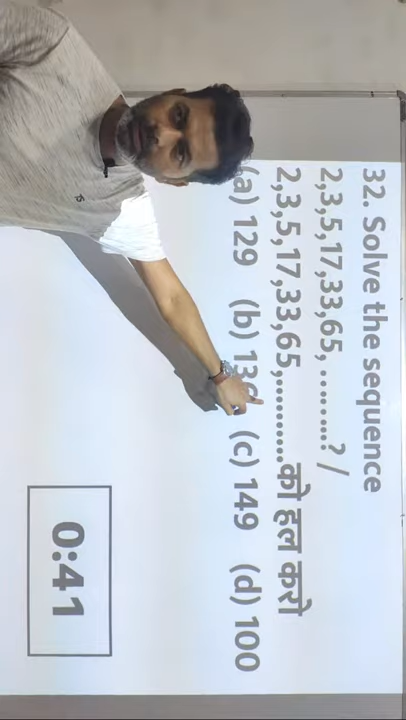 32. Solve the sequence
2,3,5,17,33,65, ........? /
2,3,5,17,33,65,.........को हल करो
(a) 129 (b) (c) 149 (d) 100
0:41